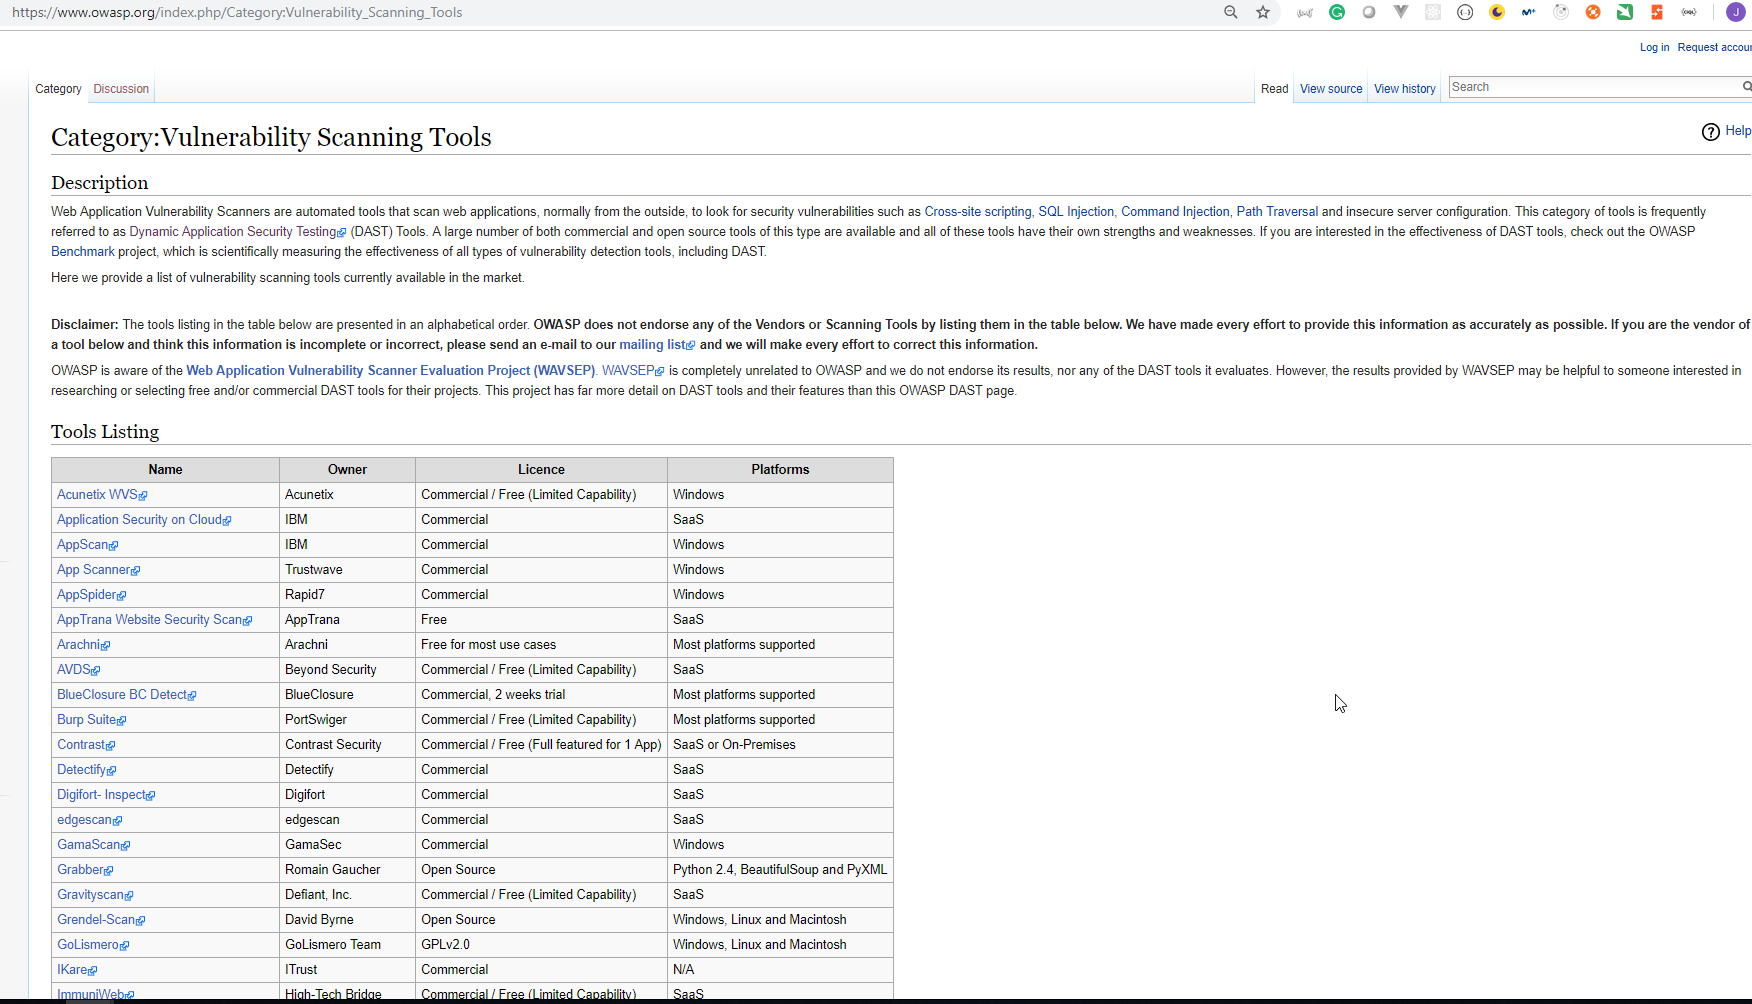 https://www.owasp.org/index.php/Category:Vulnerability_Scanning_Tools
J
Log in Request accour
Category Discussion Read View source View history Search
Category:Vulnerability Scanning Tools
? Help
Description
Web Application Vulnerability Scanners are automated tools that scan web applications, normally from the outside, to look for security vulnerabilities such as Cross-site scripting, SQL Injection, Command Injection, Path Traversal and insecure server configuration. This category of tools is frequently
referred to as Dynamic Application Security Testing (DAST) Tools. A large number of both commercial and open source tools of this type are available and all of these tools have their own strengths and weaknesses. If you are interested in the effectiveness of DAST tools, check out the OWASP
Benchmark project, which is scientifically measuring the effectiveness of all types of vulnerability detection tools, including DAST.
Here we provide a list of vulnerability scanning tools currently available in the market.
Disclaimer: The tools listing in the table below are presented in an alphabetical order. OWASP does not endorse any of the Vendors or Scanning Tools by listing them in the table below. We have made every effort to provide this information as accurately as possible. If you are the vendor of
a tool below and think this information is incomplete or incorrect, please send an e-mail to our mailing list and we will make every effort to correct this information.
OWASP is aware of the Web Application Vulnerability Scanner Evaluation Project (WAVSEP). WAVSEP is completely unrelated to OWASP and we do not endorse its results, nor any of the DAST tools it evaluates. However, the results provided by WAVSEP may be helpful to someone interested in
researching or selecting free and/or commercial DAST tools for their projects. This project has far more detail on DAST tools and their features than this OWASP DAST page.
Tools Listing
Name Owner Licence Platforms
Acunetix WVS Acunetix Commercial / Free (Limited Capability) Windows
Application Security on Cloud IBM Commercial SaaS
AppScan IBM Commercial Windows
App Scanner Trustwave Commercial Windows
AppSpider Rapid7 Commercial Windows
AppTrana Website Security Scan AppTrana Free SaaS
Arachni Arachni Free for most use cases Most platforms supported
AVDS Beyond Security Commercial / Free (Limited Capability) SaaS
BlueClosure BC Detect BlueClosure Commercial, 2 weeks trial Most platforms supported
Burp Suite PortSwiger Commercial / Free (Limited Capability) Most platforms supported
Contrast Contrast Security Commercial / Free (Full featured for 1 App) SaaS or On-Premises
Detectify Detectify Commercial SaaS
Digifort- Inspect Digifort Commercial SaaS
edgescan edgescan Commercial SaaS
GamaScan GamaSec Commercial Windows
Grabber Romain Gaucher Open Source Python 2.4, BeautifulSoup and PyXML
Gravityscan Defiant, Inc. Commercial / Free (Limited Capability) SaaS
Grendel-Scan David Byrne Open Source Windows, Linux and Macintosh
GoLismero GoLismero Team GPLv2.0 Windows, Linux and Macintosh
IKare ITrust Commercial N/A
ImmuniWeb High-Tech Bridge Commercial / Free (Limited Capability) SaaS